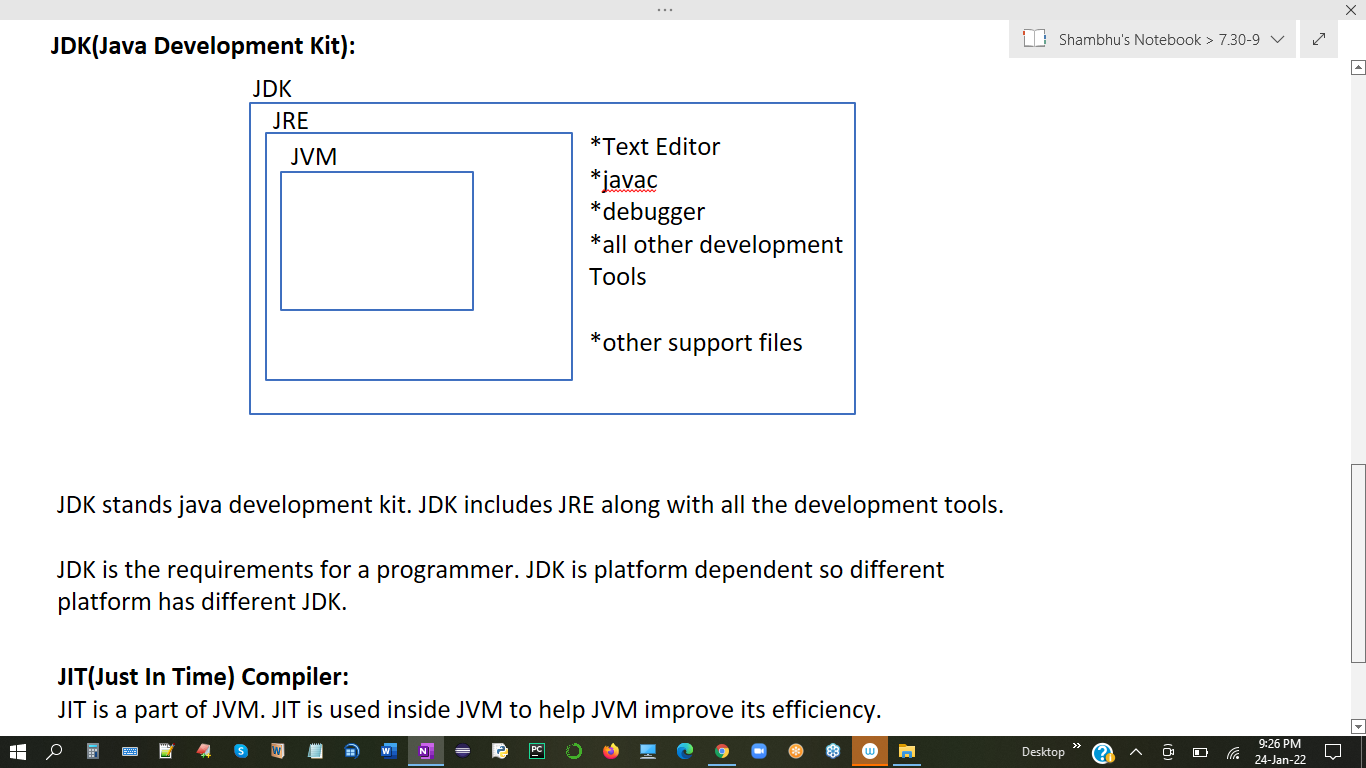 JDK(Java Development Kit):
Shambhu's Notebook > 7.30-9
JDK
JRE
JVM
*Text Editor
*javac
*debugger
*all other development
Tools
*other support files
JDK stands java development kit. JDK includes JRE along with all the development tools.
JDK is the requirements for a programmer. JDK is platform dependent so different
platform has different JDK.
JIT(Just In Time) Compiler:
JIT is a part of JVM. JIT is used inside JVM to help JVM improve its efficiency.
Desktop
9:26 PM
24-Jan-22